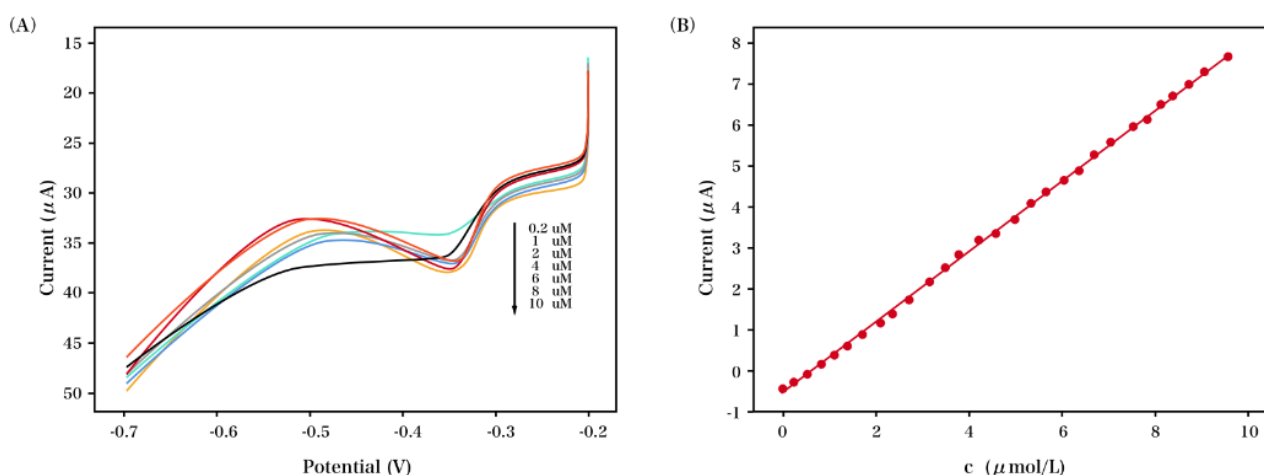 (A)
15
20
25
30
35
40
45
50
Current (μA)
-0.7 -0.6 -0.5 -0.4 -0.3 -0.2
Potential (V)
0.2 uM
1 uM
2 uM
4 uM
6 uM
8 uM
10 uM
(B)
8
7
6
5
4
3
2
1
0
-1
Current (μA)
0 2 4 6 8 10
c (μmol/L)